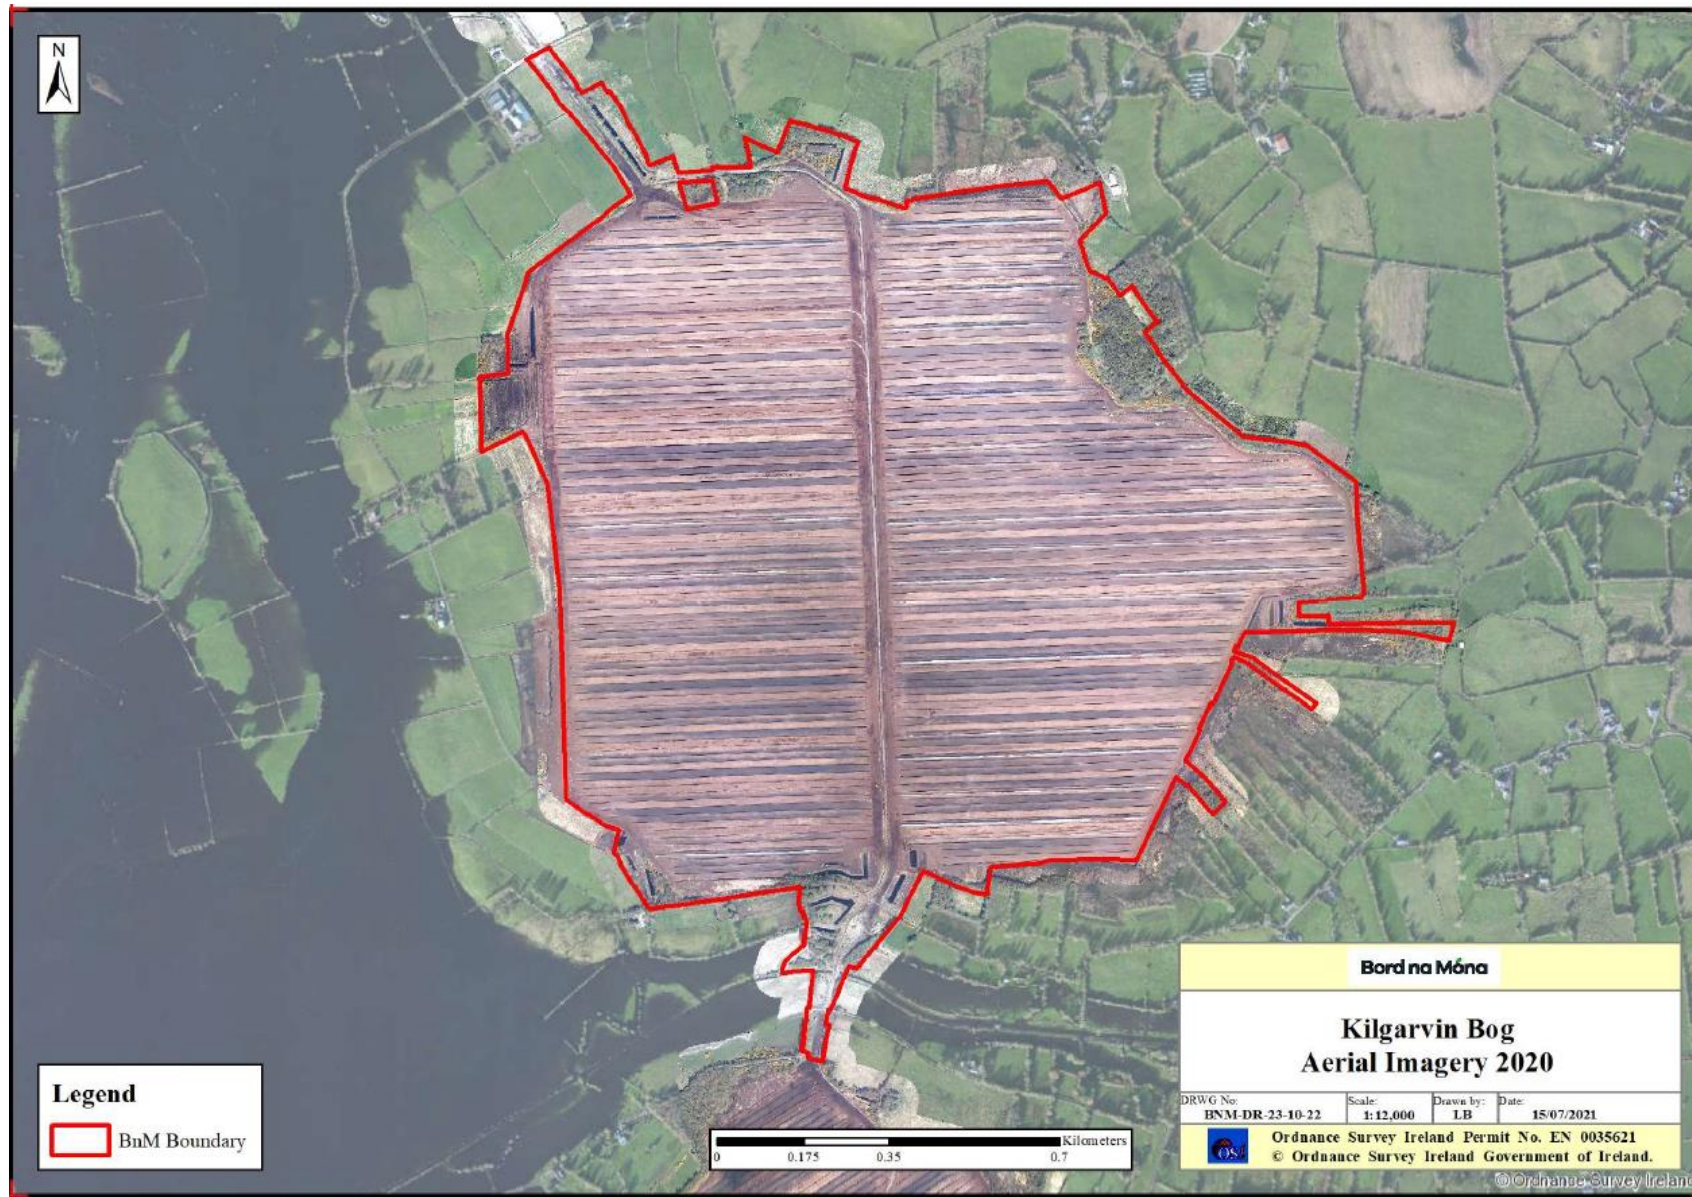 N
Legend
BnM Boundary
Kilometers
0 0.175 0.35 0.7
Bord na Móna
Kilgarvin Bog
Aerial Imagery 2020
DRWG No: Scale: Drawn by: Date:
BNM-DR-23-10-22 1:12,000 LB 15/07/2021
OSi
Ordnance Survey Ireland Permit No. EN 0035621
© Ordnance Survey Ireland Government of Ireland.
© Ordnance Survey Ireland